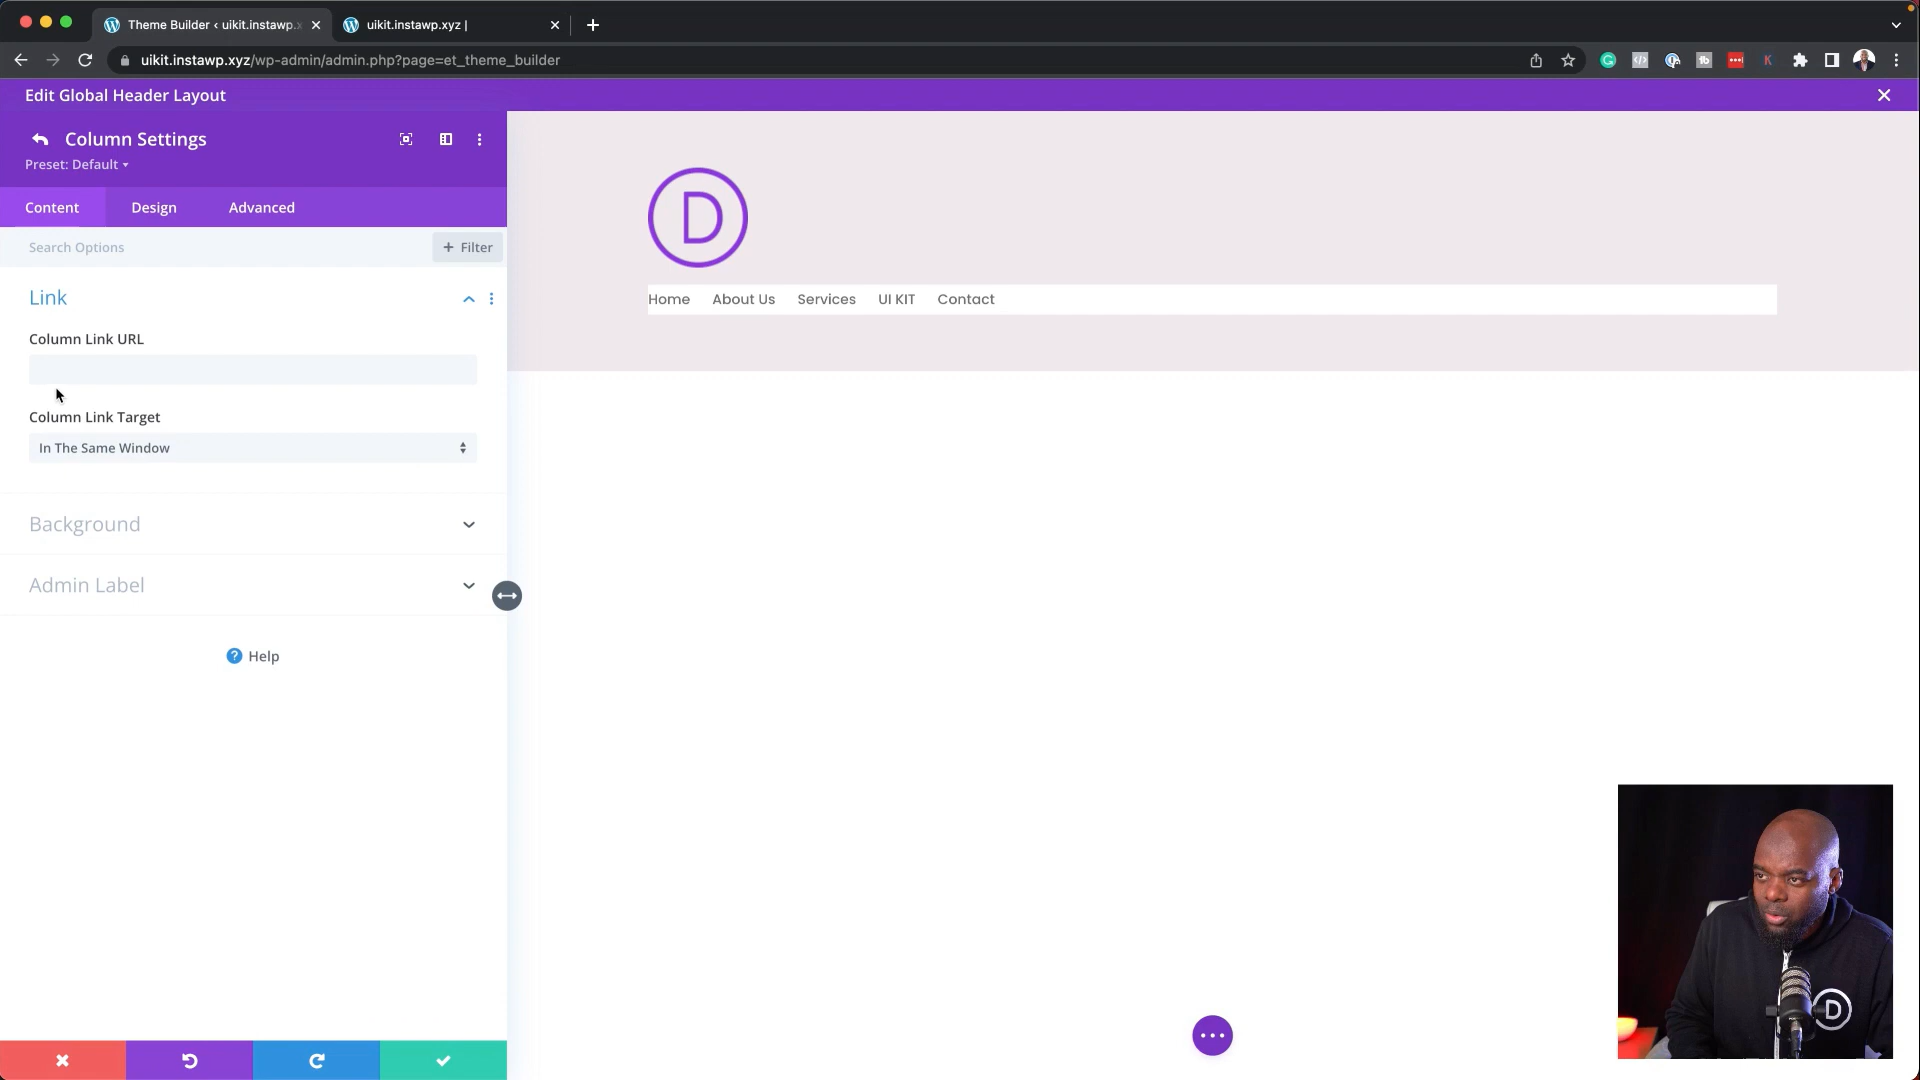 Theme Builder ‹ uikit.instawp.x
uikit.instawp.xyz |
uikit.instawp.xyz/wp-admin/admin.php?page=et_theme_builder
Edit Global Header Layout
Column Settings
Preset: Default
Content Design Advanced
Search Options
+ Filter
Link
Column Link URL
Column Link Target
In The Same Window
Background
Admin Label
Help
D
Home About Us Services UI KIT Contact
D